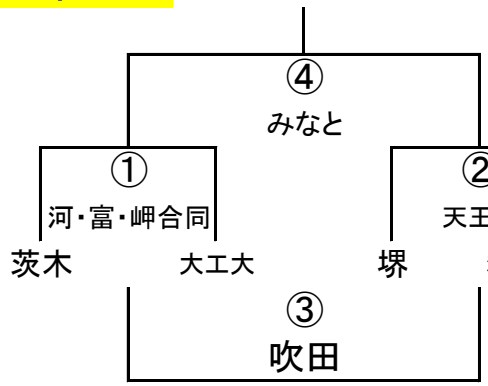 ④
みなと
①
②
河・富・岬合同
天王
茨木
大工大
堺
③
吹田